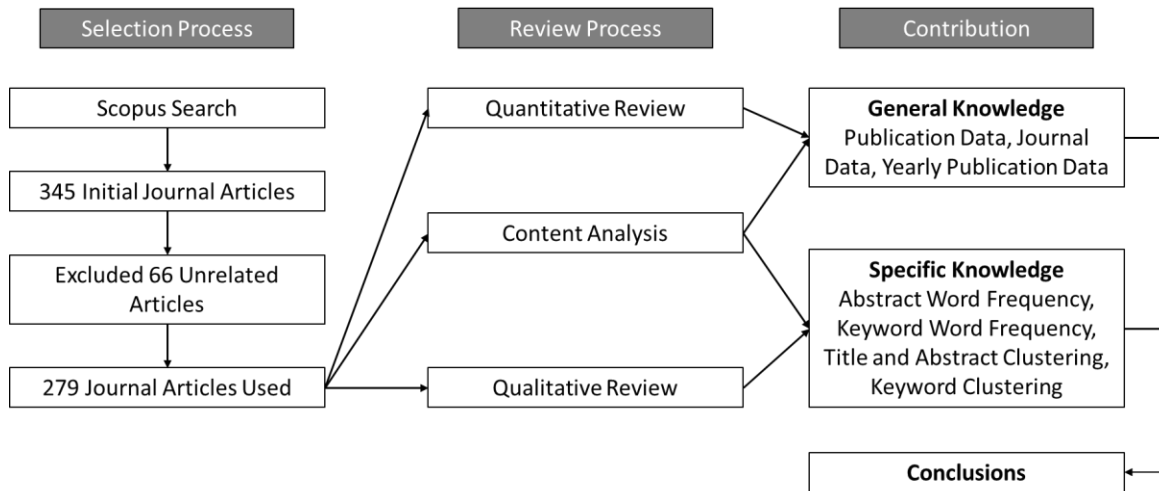 Selection Process
Review Process
Contribution
Scopus Search
345 Initial Journal Articles
Excluded 66 Unrelated
Articles
279 Journal Articles Used
Quantitative Review
Content Analysis
Qualitative Review
General Knowledge
Publication Data, Journal
Data, Yearly Publication Data
Specific Knowledge
Abstract Word Frequency,
Keyword Word Frequency,
Title and Abstract Clustering,
Keyword Clustering
Conclusions